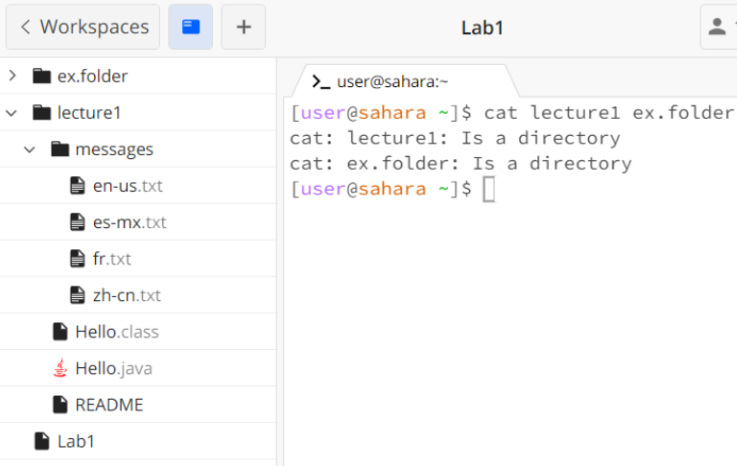 Workspaces
+
Lab1
ex.folder
lecture1
messages
en-us.txt
es-mx.txt
fr.txt
zh-cn.txt
Hello.class
Hello.java
README
Lab1
>_ user@sahara:~
[user@sahara ~]$ cat lecture1 ex.folder
cat: lecture1: Is a directory
cat: ex.folder: Is a directory
[user@sahara ~]$